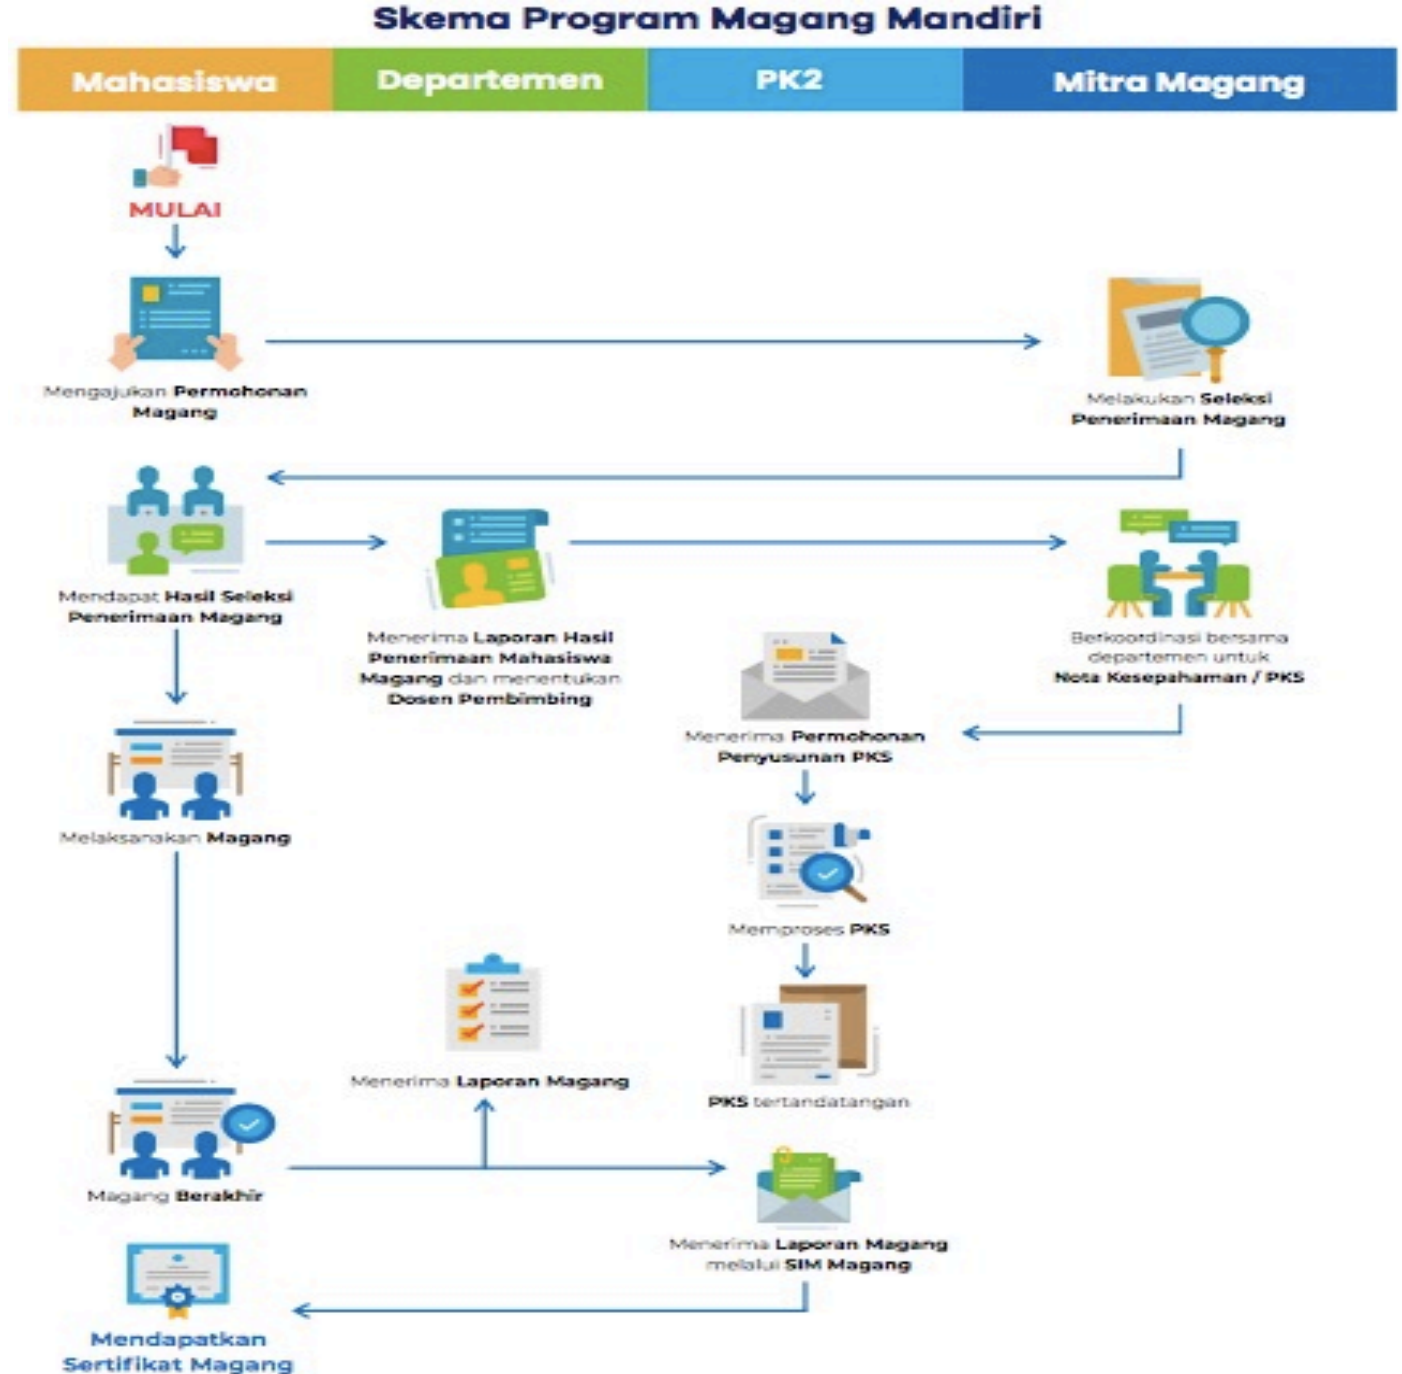 Skema Program Magang Mandiri
Mahasiswa
Departemen
PK2
Mitra Magang
MULAI
Mengajukan Permohonan
Magang
Melakukan Seleksi
Penerimaan Magang
Mendapat Hasil Seleksi
Penerimaan Magang
Menerima Laporan Hasil
Penerimaan Mahasiswa
Magang dan menentukan
Dosen Pembimbing
Berkoordinasi bersama
departemen untuk
Nota Kesepahaman / PKS
Menerima Permohonan
Penyusunan PKS
Melaksanakan Magang
Memproses PKS
Menerima Laporan Magang
PKS tertandatangan
Magang Berakhir
Menerima Laporan Magang
melalui SIM Magang
Mendapatkan
Sertifikat Magang